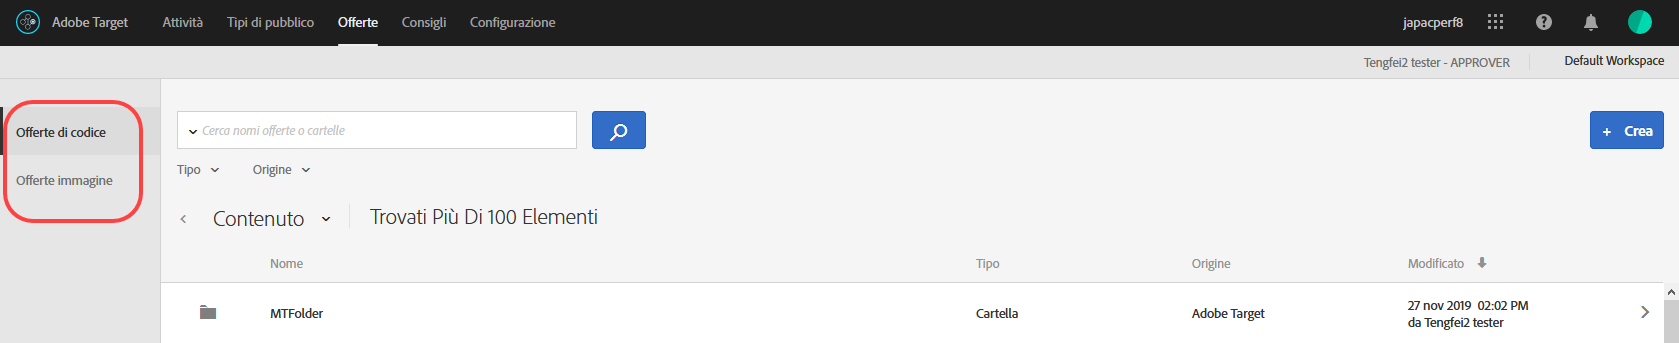 Adobe Target Attività Tipi di pubblico Offerte Consigli Configurazione japacperf8
Tengfei2 tester - APPROVER Default Workspace
Offerte di codice
Offerte immagine
Cerca nomi offerte o cartelle
+ Crea
Tipo Origine
Contenuto Trovati Più Di 100 Elementi
Nome Tipo Origine Modificato
MTFolder Cartella Adobe Target 27 nov 2019 02:02 PM
da Tengfei2 tester